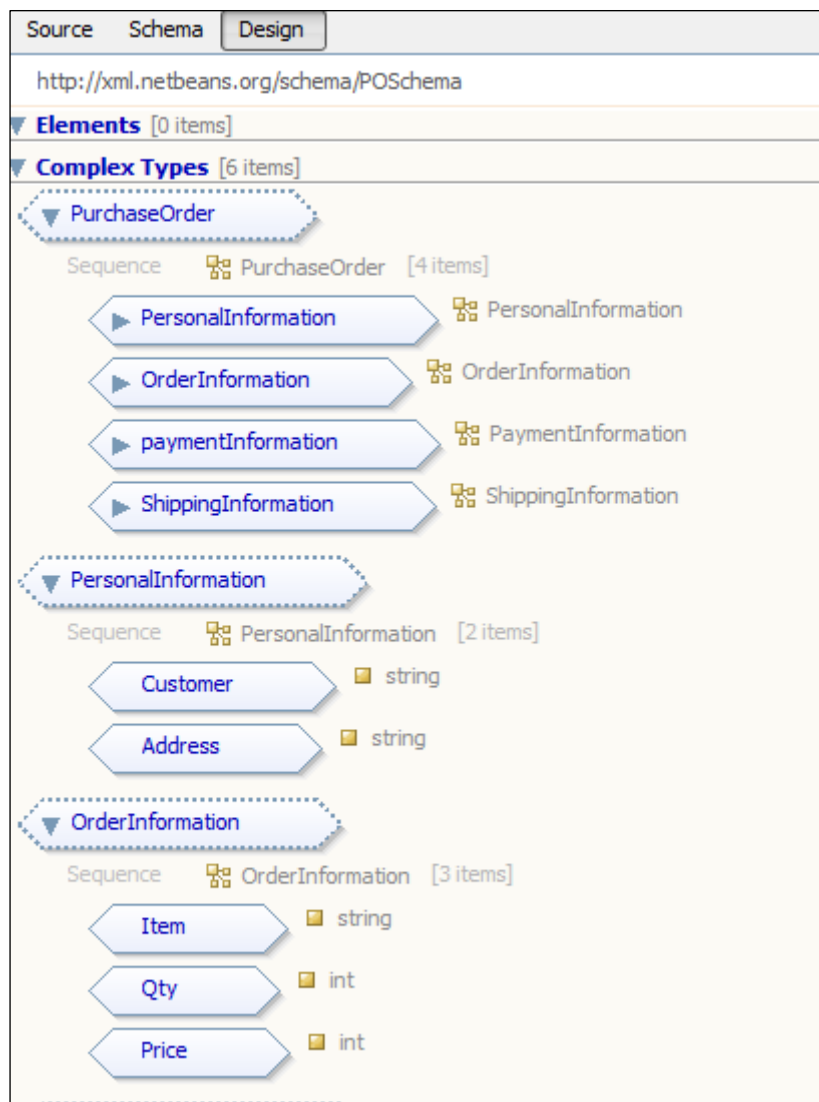 Source Schema Design
http://xml.netbeans.org/schema/POSchema
Elements [0 items]
Complex Types [6 items]
PurchaseOrder
Sequence PurchaseOrder [4 items]
PersonalInformation PersonalInformation
OrderInformation OrderInformation
paymentInformation PaymentInformation
ShippingInformation ShippingInformation
PersonalInformation
Sequence PersonalInformation [2 items]
Customer string
Address string
OrderInformation
Sequence OrderInformation [3 items]
Item string
Qty int
Price int